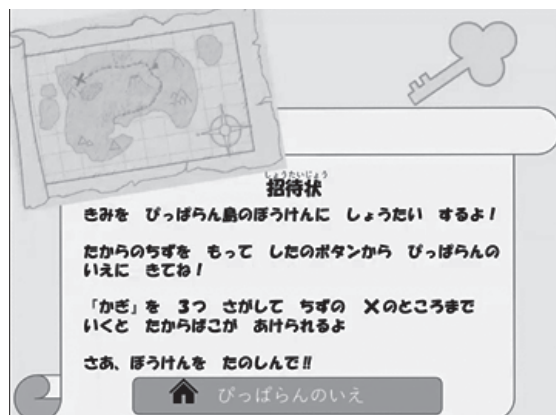 しょうたいじょう
招待状
きみを ぴっぱらん島のぼうけんに しょうたい するよ！
たからのちずを もって したのボタンから ぴっぱらんの
いえに きてね！
「かぎ」を 3つ さがして ちずの ✕のところまで
いくと たからばこが あけられるよ
さあ、ぼうけんを たのしんで!!
ぴっぱらんのいえ